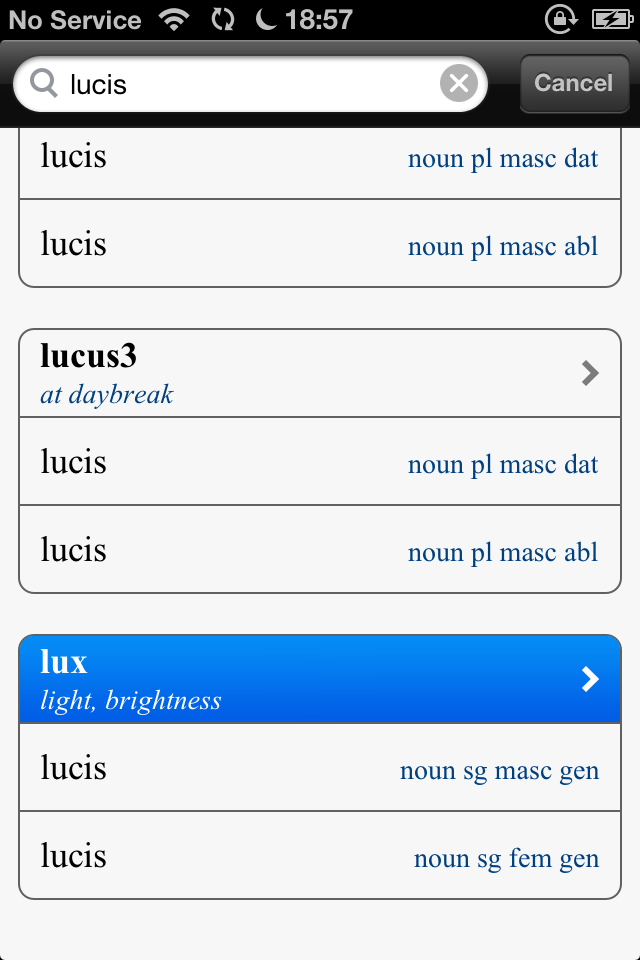 No Service 18:57
lucis Cancel
lucis noun pl masc dat
lucis noun pl masc abl
lucus3
at daybreak
lucis noun pl masc dat
lucis noun pl masc abl
lux
light, brightness
lucis noun sg masc gen
lucis noun sg fem gen